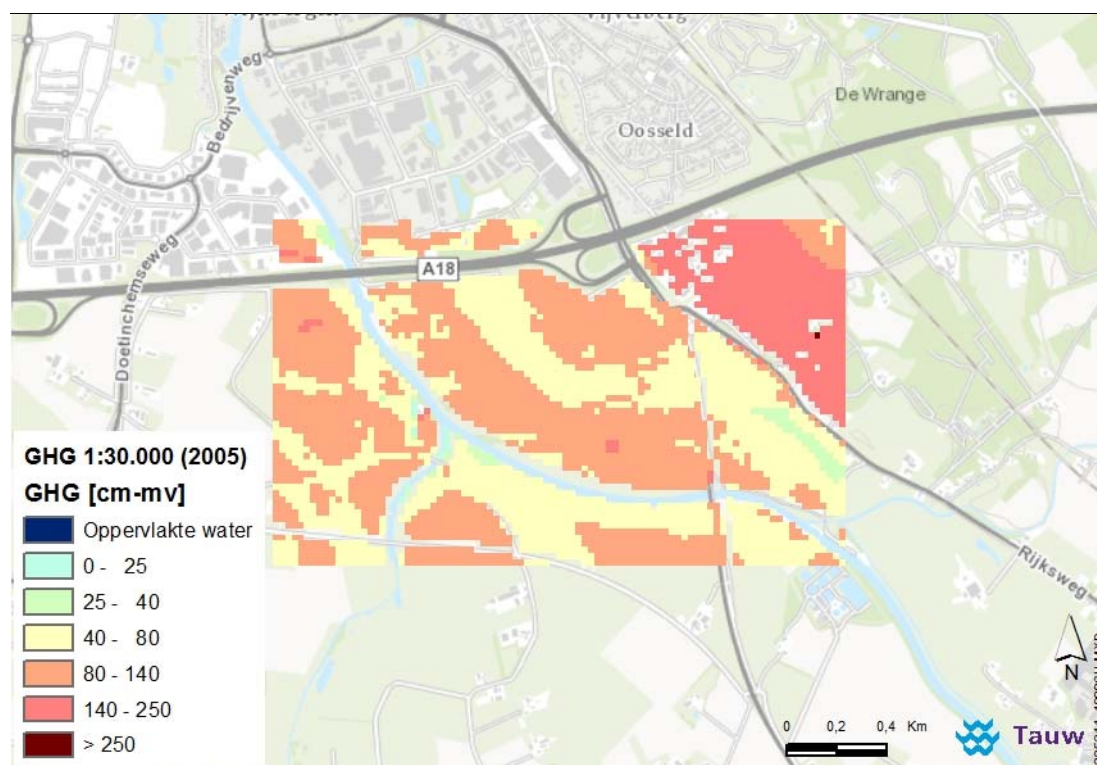 Vijverberg
Bedrijvenweg
De Wrange
Oosseld
Doetinchemseweg
A18
GHG 1:30.000 (2005)
GHG [cm-mv]
Oppervlakte water
0 - 25
25 - 40
40 - 80
80 - 140
140 - 250
> 250
Rijksweg
N
0 0,2 0,4 Km
Tauw